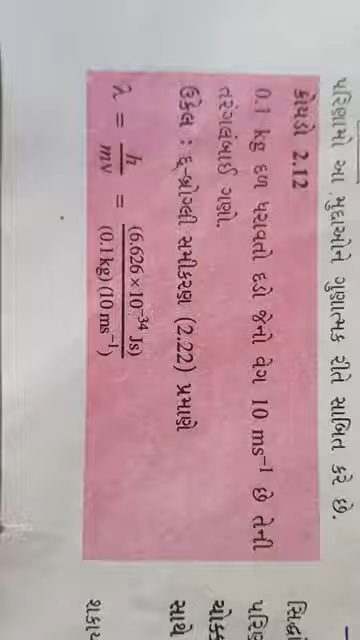 પરિણામો આ મુદ્દાઓને ગુણાત્મક રીતે સાબિત કરે છે.
કોયડો 2.12
0.1 kg દળ ધરાવતો દડો જેનો વેગ 10 ms⁻¹ છે તેની
તરંગલંબાઈ ગણો.
ઉકેલ : દ્-બ્રોગ્લી સમીકરણ (2.22) પ્રમાણે
λ = h/mv = (6.626 × 10⁻³⁴ Js)/(0.1 kg) (10 ms⁻¹)